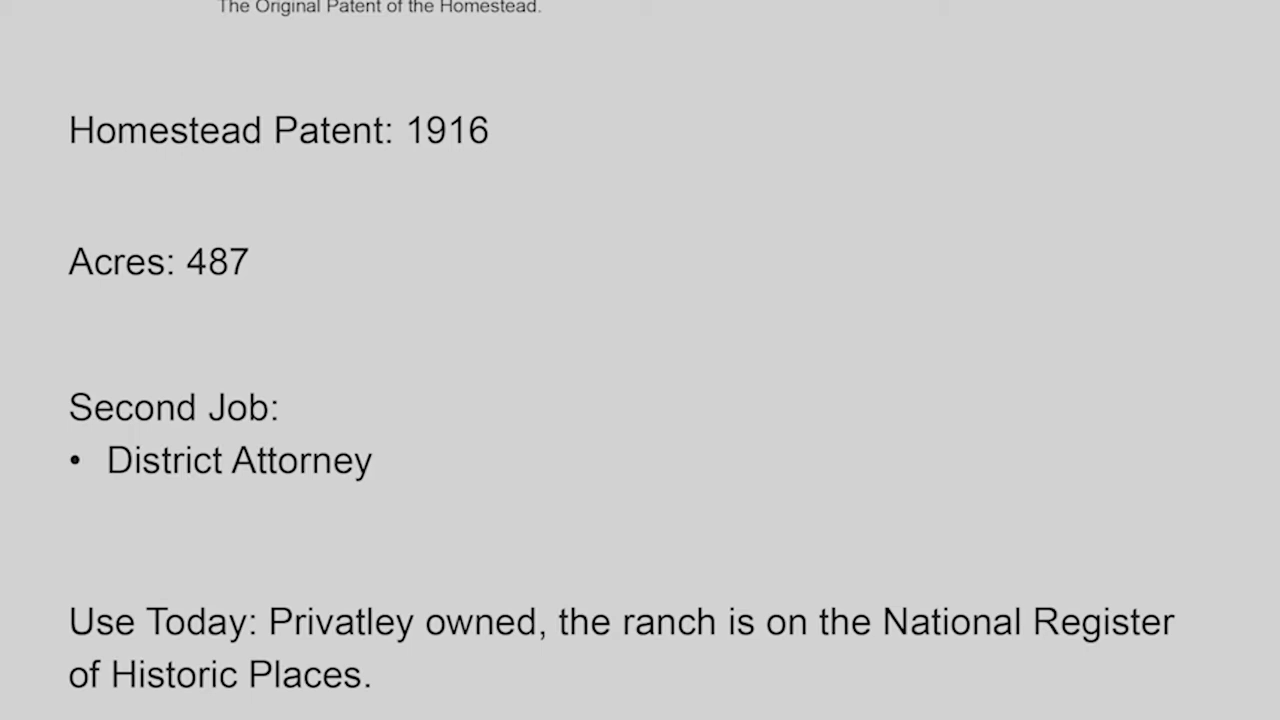 The Original Patent of the Homestead.
Homestead Patent: 1916
Acres: 487
Second Job:
• District Attorney
Use Today: Privatley owned, the ranch is on the National Register
of Historic Places.